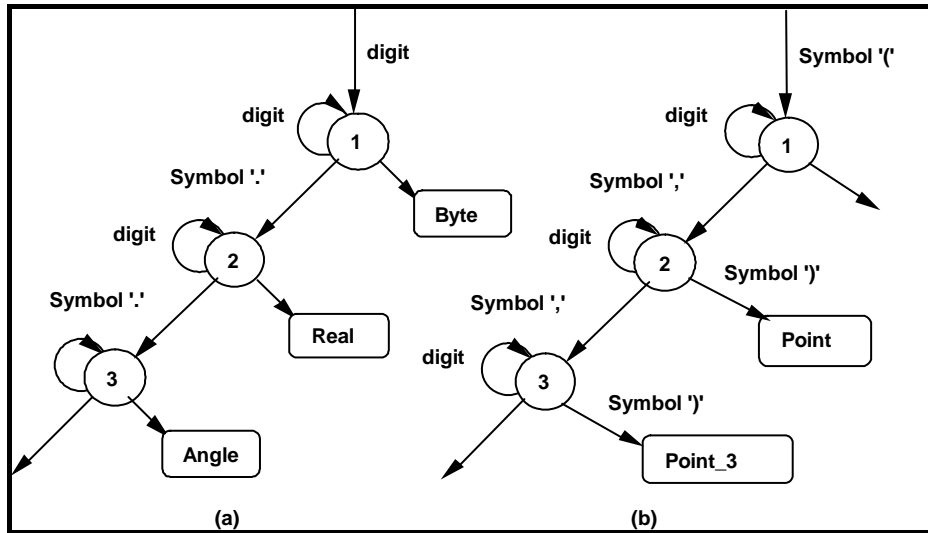 digit
digit
1
Symbol '.'
Byte
digit
2
Symbol '.'
Real
3
Angle
(a)
Symbol '('
digit
1
Symbol ','
digit
2
Symbol ')'
Symbol ','
Point
digit
3
Symbol ')'
Point_3
(b)